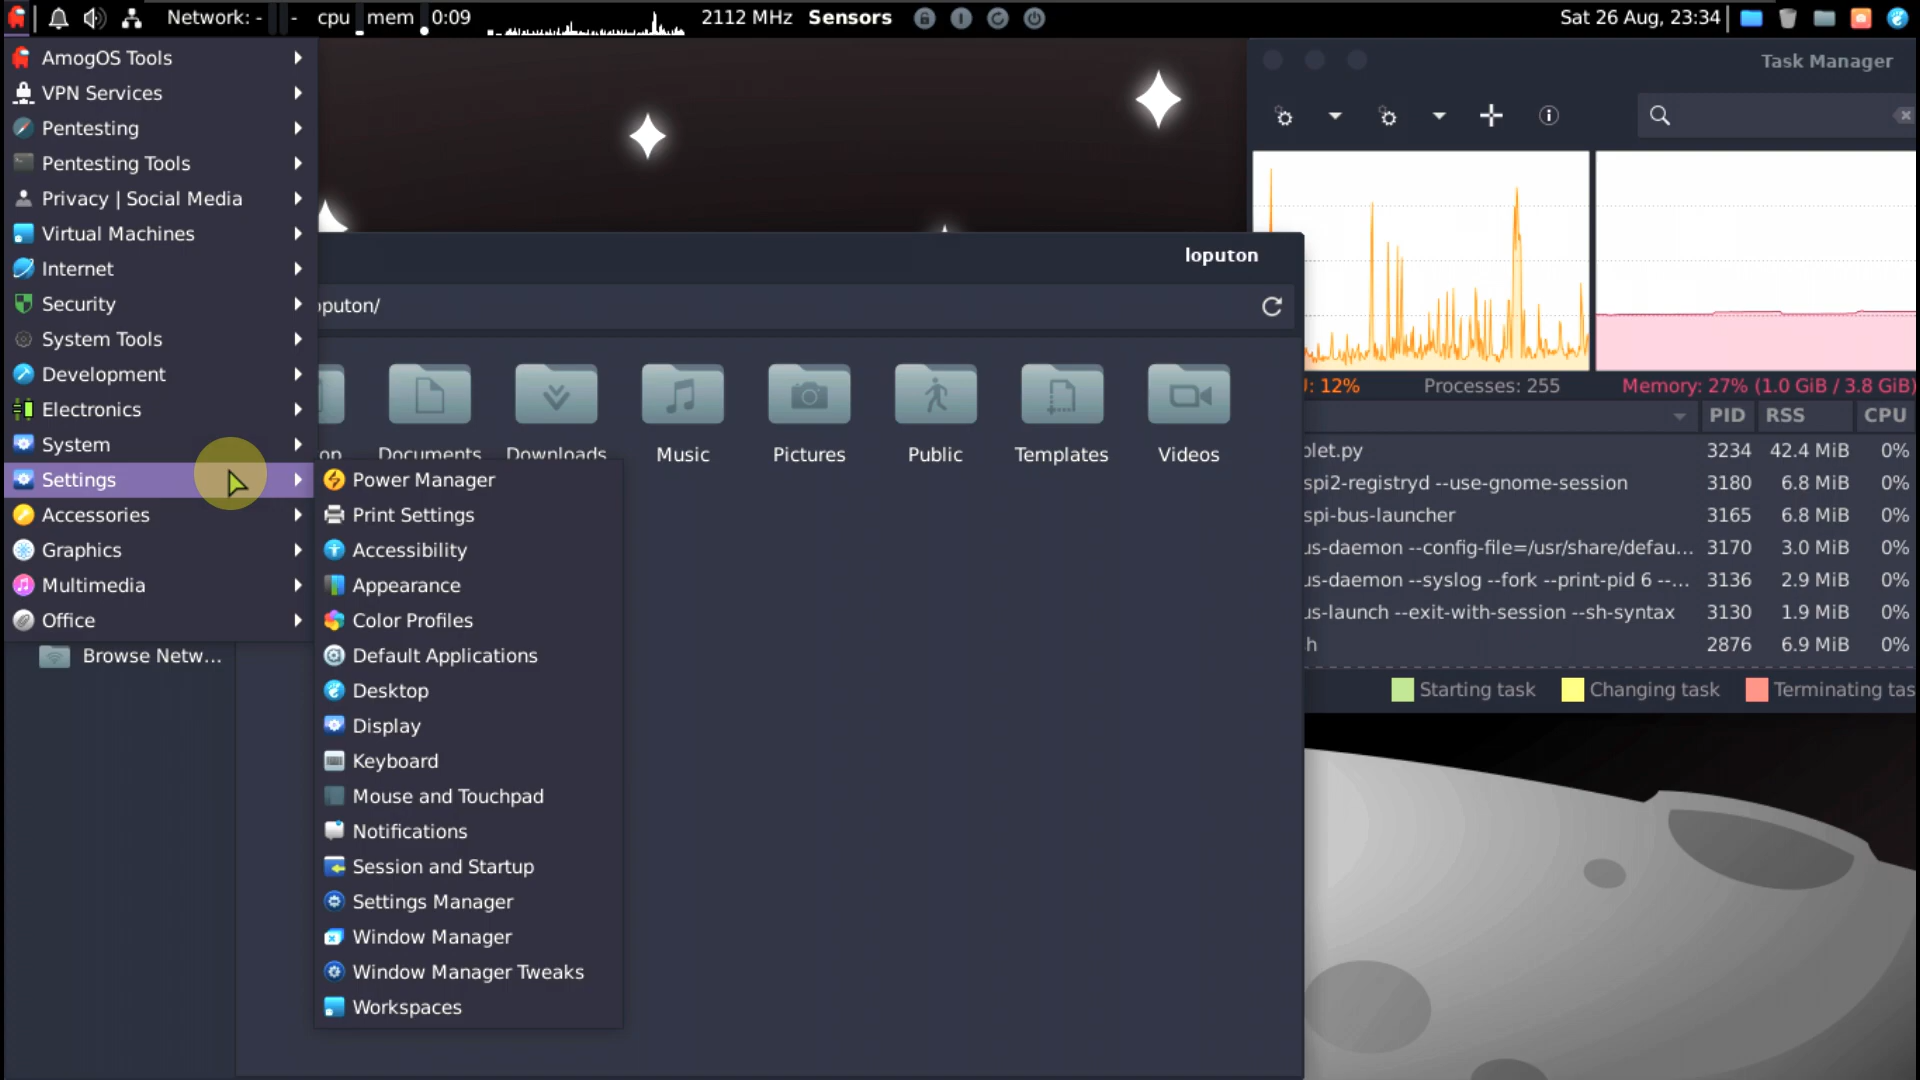 Network: - - cpu mem 0:09 2112 MHz Sensors Sat 26 Aug, 23:34
AmogOS Tools
VPN Services
Pentesting
Pentesting Tools
Privacy | Social Media
Virtual Machines
Internet
Security
System Tools
Development
Electronics
System
Settings
Accessories
Graphics
Multimedia
Office
Browse Netw...
Power Manager
Print Settings
Accessibility
Appearance
Color Profiles
Default Applications
Desktop
Display
Keyboard
Mouse and Touchpad
Notifications
Session and Startup
Settings Manager
Window Manager
Window Manager Tweaks
Workspaces
loputon
oputon/
op Documents Downloads Music Pictures Public Templates Videos
Task Manager
U: 12% Processes: 255 Memory: 27% (1.0 GiB / 3.8 GiB)
PID RSS CPU
plet.py 3234 42.4 MiB 0%
spi2-registryd --use-gnome-session 3180 6.8 MiB 0%
spi-bus-launcher 3165 6.8 MiB 0%
us-daemon --config-file=/usr/share/defau... 3170 3.0 MiB 0%
us-daemon --syslog --fork --print-pid 6 --... 3136 2.9 MiB 0%
us-launch --exit-with-session --sh-syntax 3130 1.9 MiB 0%
h 2876 6.9 MiB 0%
Starting task Changing task Terminating tas